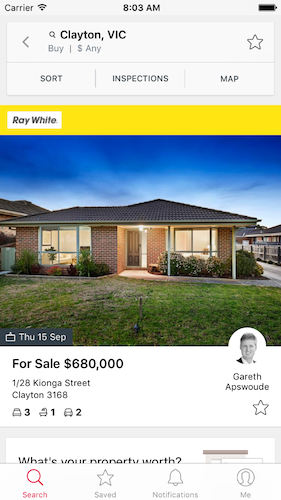 Carrier 8:03 AM
Clayton, VIC
Buy | $ Any
SORT INSPECTIONS MAP
Ray White.
Thu 15 Sep
For Sale $680,000
Gareth Apswoude
1/28 Kionga Street
Clayton 3168
3 1 2
What's your property worth?
Search Saved Notifications Me